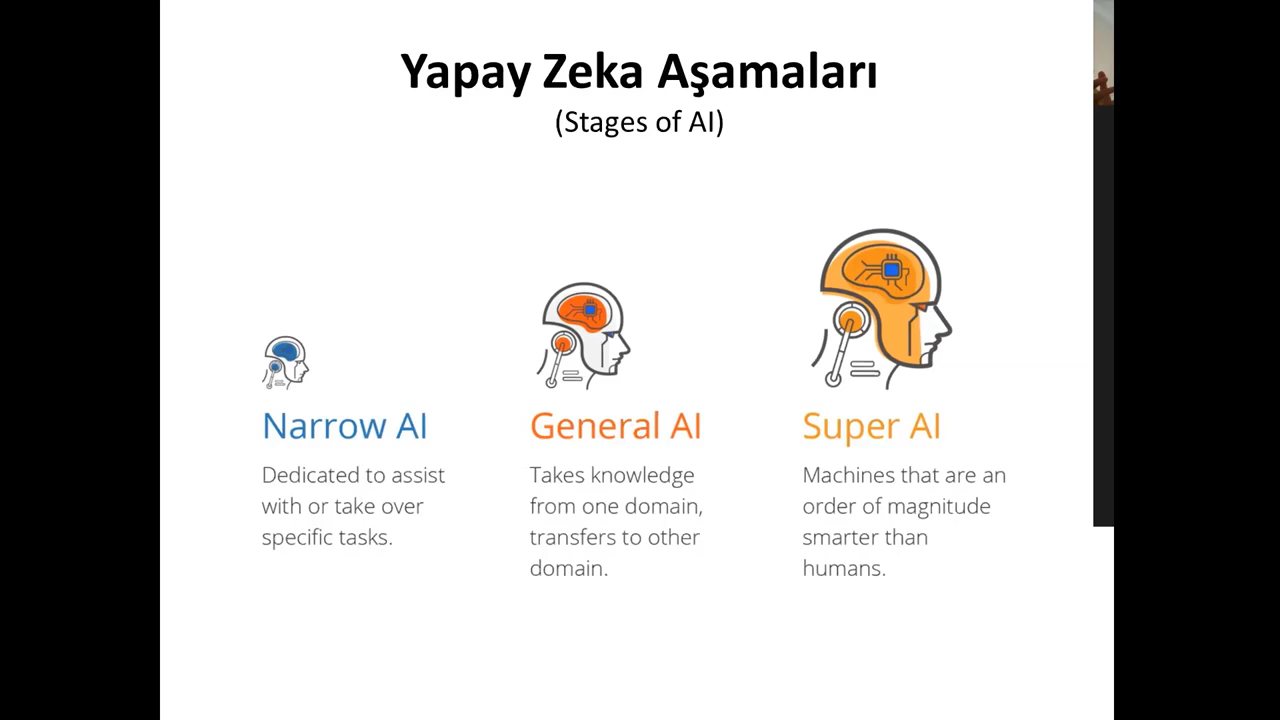 Yapay Zeka Aşamaları
(Stages of AI)
Narrow AI
Dedicated to assist
with or take over
specific tasks.
General AI
Takes knowledge
from one domain,
transfers to other
domain.
Super AI
Machines that are an
order of magnitude
smarter than
humans.